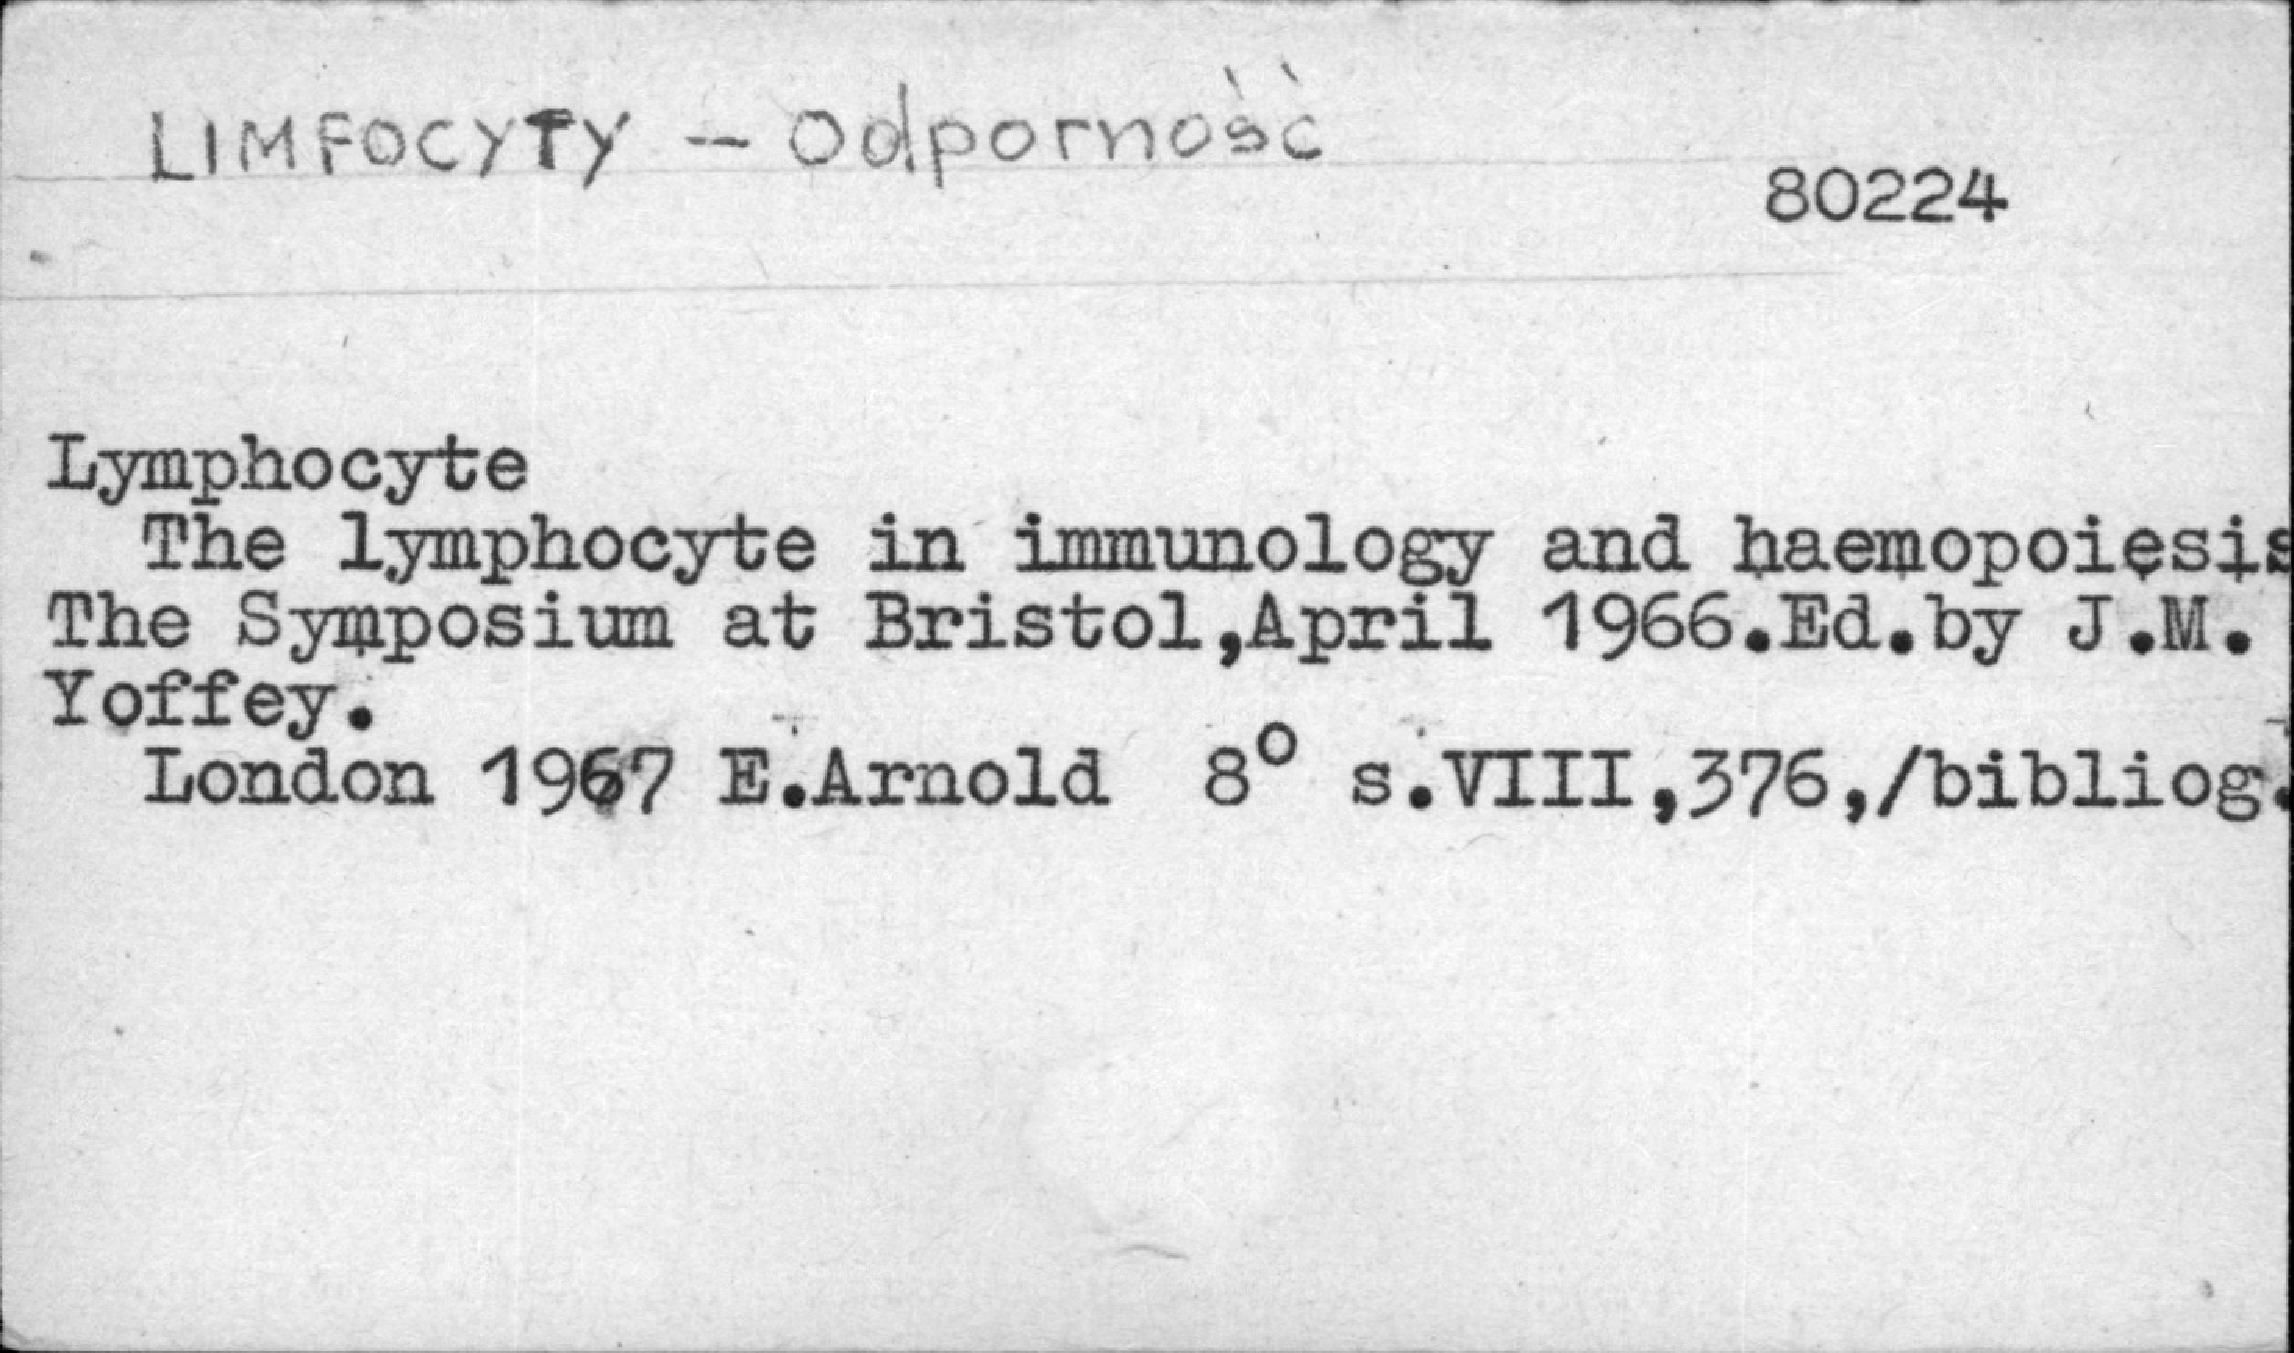 LIMFOCYTY – Odporność
80224
Lymphocyte
The lymphocyte in immunology and haemopoiesis
The Symposium at Bristol,April 1966.Ed.by J.M.
Yoffey.
London 1967 E.Arnold 8° s.VIII,376,/bibliog.